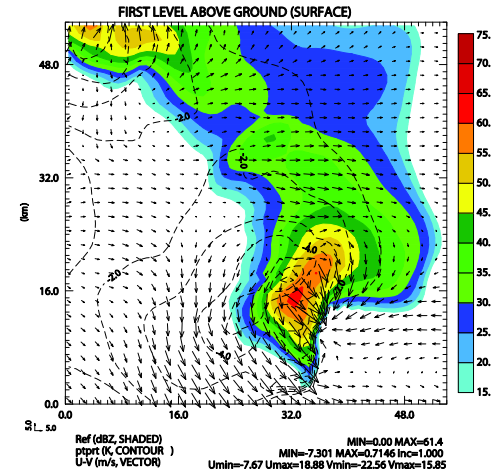 FIRST LEVEL ABOVE GROUND (SURFACE)
75.
70.
65.
60.
55.
50.
45.
40.
35.
30.
25.
20.
15.
48.0
32.0
16.0
0.0
(km)
-2.0
-2.0
-2.0
-4.0
-4.0
0.0 16.0 32.0 48.0
5.0
5.0
Ref (dBZ, SHADED)
ptprt (K, CONTOUR )
U-V (m/s, VECTOR)
MIN=0.00 MAX=61.4
MIN=-7.301 MAX=0.7146 inc=1.000
Umin=-7.67 Umax=18.88 Vmin=-22.56 Vmax=15.85